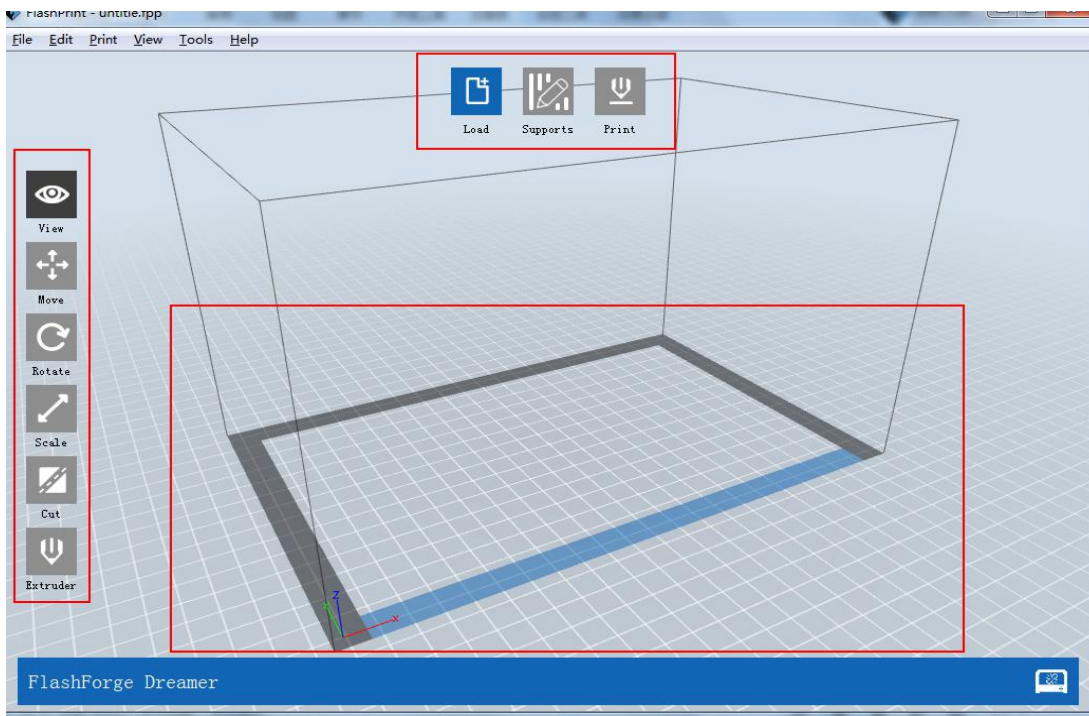 FlashPrint - untitle.fpp
File Edit Print View Tools Help
Load Supports Print
View
Move
Rotate
Scale
Cut
Extruder
Z
X
FlashForge Dreamer